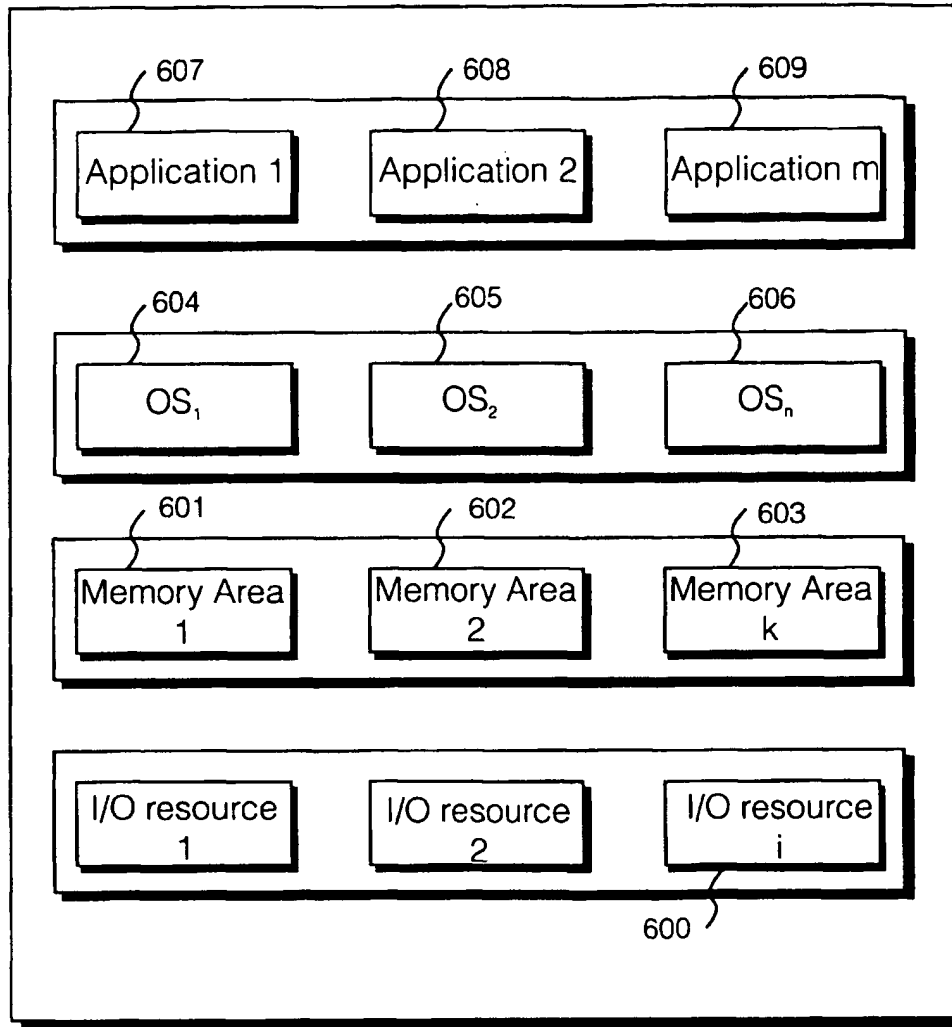 607 608 609
Application 1 Application 2 Application m
604 605 606
OS₁ OS₂ OSₙ
601 602 603
Memory Area Memory Area Memory Area
1 2 k
I/O resource I/O resource I/O resource
1 2 i
600